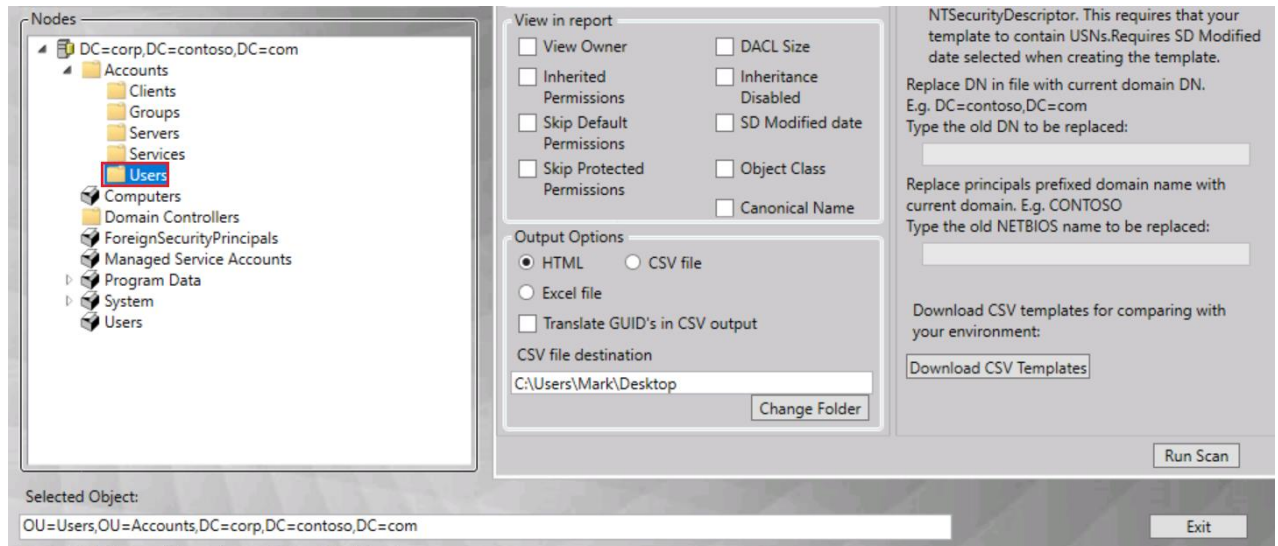 Nodes
DC=corp,DC=contoso,DC=com
Accounts
Clients
Groups
Servers
Services
Users
Computers
Domain Controllers
ForeignSecurityPrincipals
Managed Service Accounts
Program Data
System
Users
View in report
View Owner
DACL Size
Inherited
Permissions
Inheritance
Disabled
Skip Default
Permissions
SD Modified date
Skip Protected
Permissions
Object Class
Canonical Name
Output Options
HTML
CSV file
Excel file
Translate GUID's in CSV output
CSV file destination
C:\Users\Mark\Desktop
Change Folder
NTSecurityDescriptor. This requires that your
template to contain USNs.Requires SD Modified
date selected when creating the template.
Replace DN in file with current domain DN.
E.g. DC=contoso,DC=com
Type the old DN to be replaced:
Replace principals prefixed domain name with
current domain. E.g. CONTOSO
Type the old NETBIOS name to be replaced:
Download CSV templates for comparing with
your environment:
Download CSV Templates
Run Scan
Selected Object:
OU=Users,OU=Accounts,DC=corp,DC=contoso,DC=com
Exit